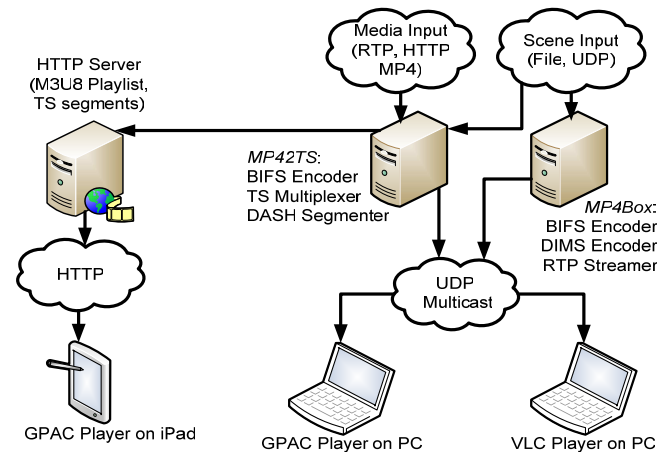 Media Input
(RTP, HTTP
MP4)
Scene Input
(File, UDP)
HTTP Server
(M3U8 Playlist,
TS segments)
MP42TS:
BIFS Encoder
TS Multiplexer
DASH Segmenter
MP4Box:
BIFS Encoder
DIMS Encoder
RTP Streamer
HTTP
UDP
Multicast
GPAC Player on iPad
GPAC Player on PC
VLC Player on PC